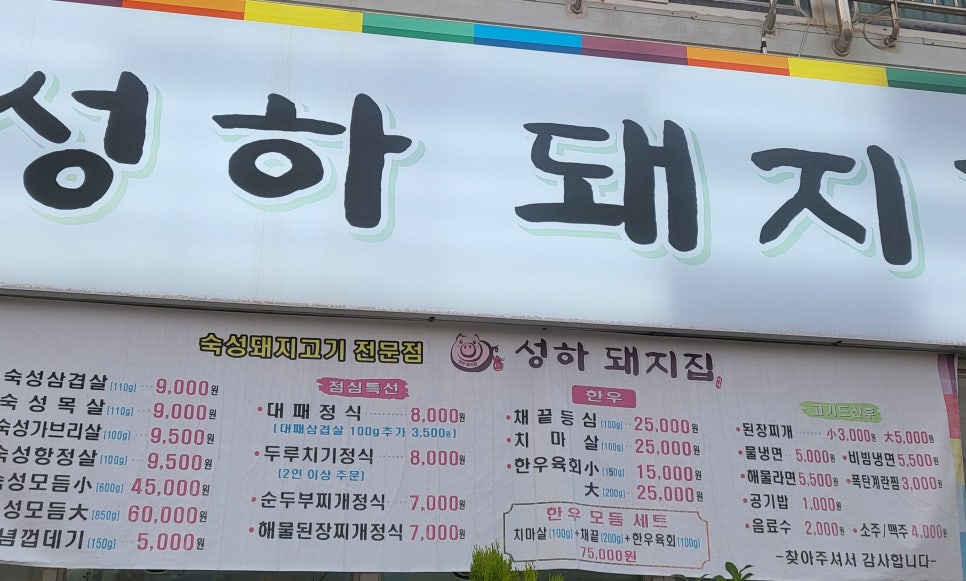 성하 돼지
숙성돼지고기 전문점
성하 돼지집
숙성삼겹살 (110g) 9,000원
숙성목살 (110g) 9,000원
숙성가브리살 (100g) 9,500원
숙성항정살 (100g) 9,500원
숙성모듬小 (600g) 45,000원
성모듬大 (850g) 60,000원
껍데기 (150g) 5,000원
점심특선
·대패정식 8,000원
(대패삼겹살 100g추가 3,500원)
·두루치기정식 8,000원
(2인 이상 주문)
·순두부찌개정식 7,000원
·해물된장찌개정식 7,000원
한우
·채끝등심 (100g) 25,000원
·치마살 (100g) 25,000원
·한우육회小 (150g) 15,000원
大 (200g) 25,000원
한우 모듬 세트
치마살(100g)+채끝(200g)+한우육회(100g)
75,000원
고기드신후
·된장찌개 小3,000원 大5,000원
·물냉면 5,000원 ·비빔냉면 5,500원
·해물라면 5,500원 ·폭탄계란찜 3,000원
·공기밥 1,000원
·음료수 2,000원 ·소주/맥주 4,000원
-찾아주셔서 감사합니다-